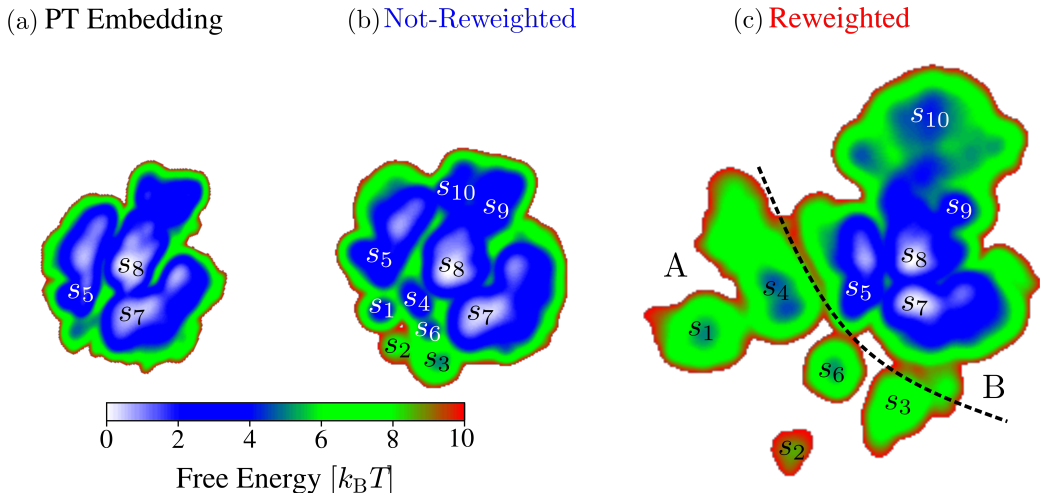 (a) PT Embedding
(b) Not-Reweighted
(c) Reweighted
s5
s8
s7
s10
s9
s5
s8
s1
s4
s7
s6
s2
s3
s10
s9
A
s8
s4
s5
s7
s1
s6
B
s3
s2
0 2 4 6 8 10
Free Energy [kBT]